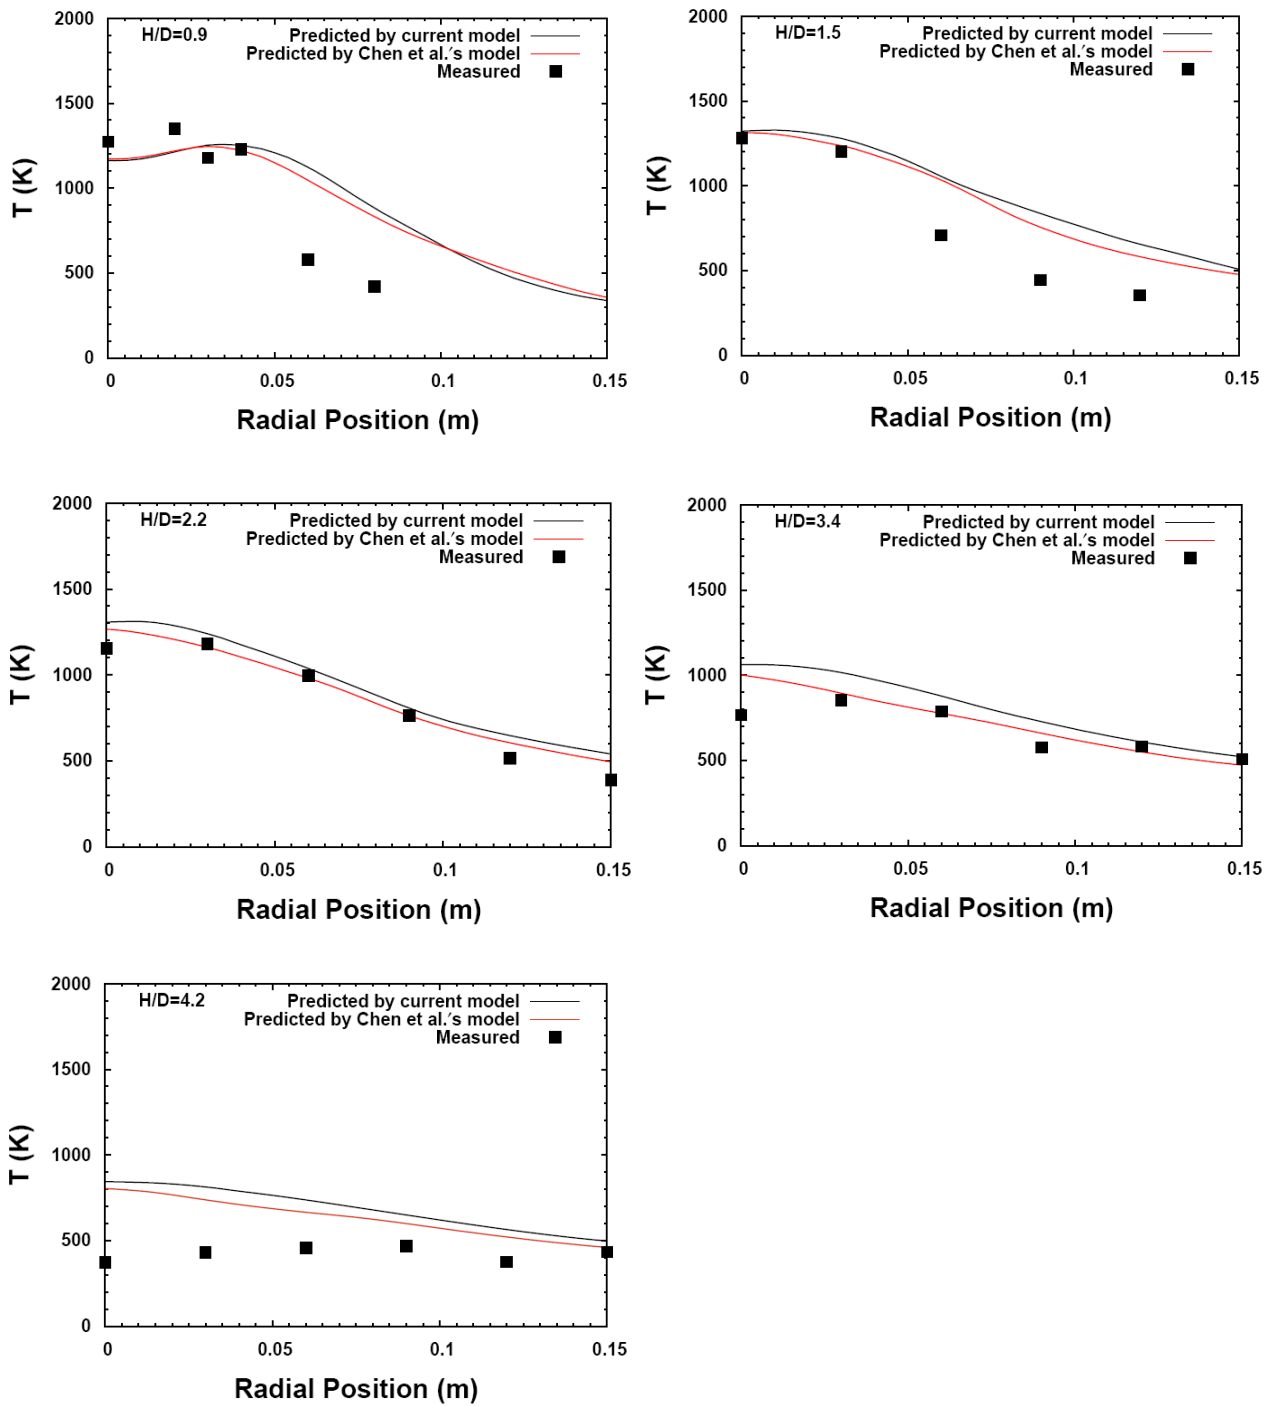 H/D=0.9
Predicted by current model
Predicted by Chen et al.′s model
Measured
2000
1500
1000
500
0
T (K)
0 0.05 0.1 0.15
Radial Position (m)
H/D=1.5
Predicted by current model
Predicted by Chen et al.′s model
Measured
2000
1500
1000
500
0
T (K)
0 0.05 0.1 0.15
Radial Position (m)
H/D=2.2
Predicted by current model
Predicted by Chen et al.′s model
Measured
2000
1500
1000
500
0
T (K)
0 0.05 0.1 0.15
Radial Position (m)
H/D=3.4
Predicted by current model
Predicted by Chen et al.′s model
Measured
2000
1500
1000
500
0
T (K)
0 0.05 0.1 0.15
Radial Position (m)
H/D=4.2
Predicted by current model
Predicted by Chen et al.′s model
Measured
2000
1500
1000
500
0
T (K)
0 0.05 0.1 0.15
Radial Position (m)